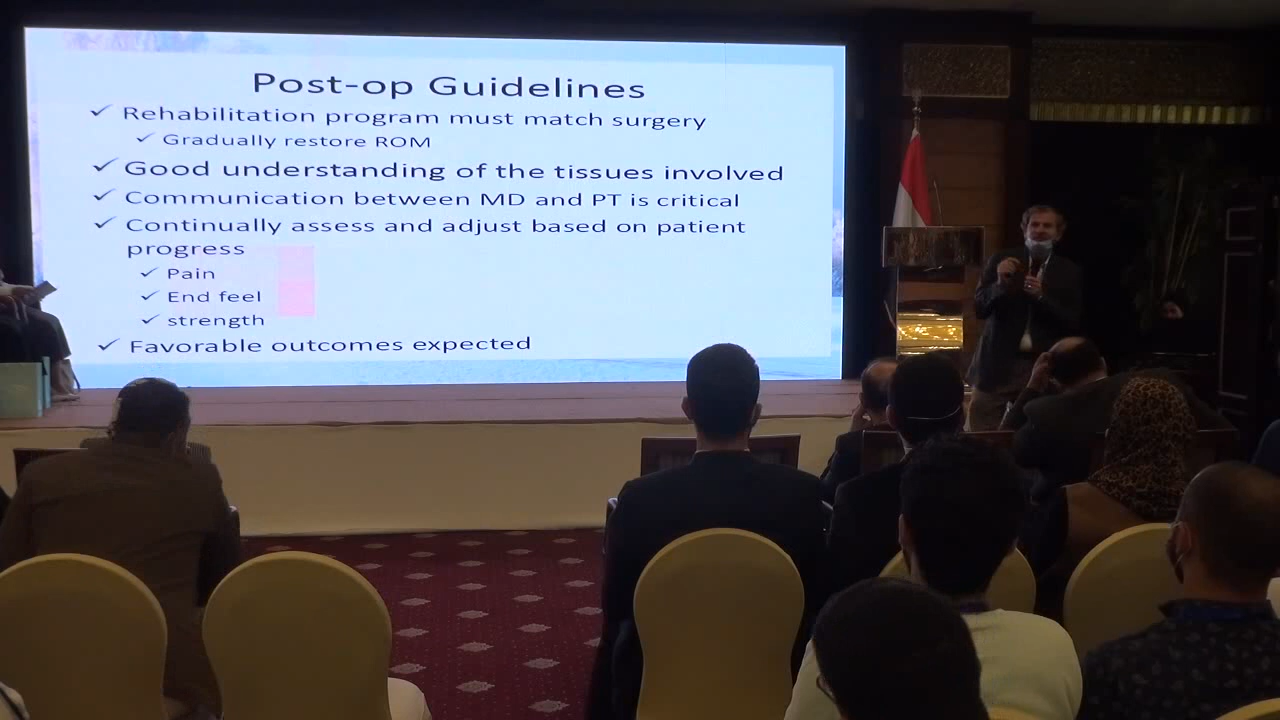 Post-op Guidelines
✓ Rehabilitation program must match surgery
✓ Gradually restore ROM
✓ Good understanding of the tissues involved
✓ Communication between MD and PT is critical
✓ Continually assess and adjust based on patient
progress
✓ Pain
✓ End feel
✓ strength
✓ Favorable outcomes expected